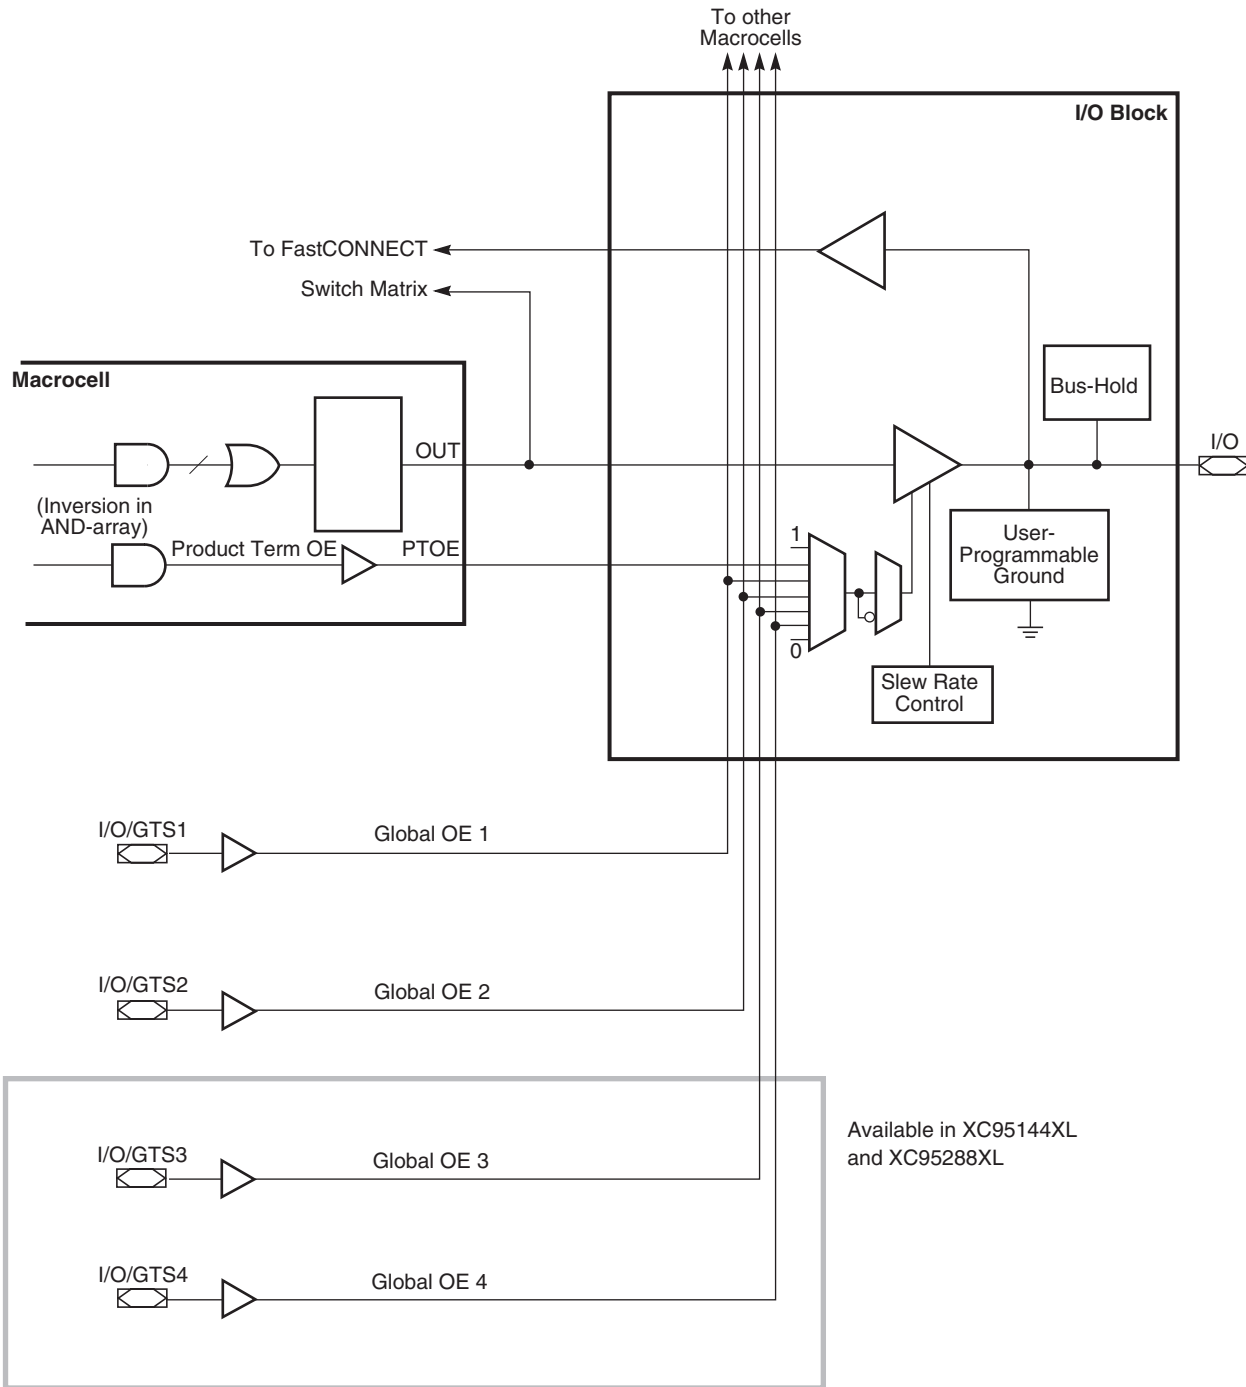 To other
Macrocells
I/O Block
To FastCONNECT
Switch Matrix
Macrocell
Bus-Hold
OUT
I/O
(Inversion in
AND-array)
Product Term OE
PTOE
1
User-
Programmable
Ground
0
Slew Rate
Control
I/O/GTS1
Global OE 1
I/O/GTS2
Global OE 2
Available in XC95144XL
and XC95288XL
I/O/GTS3
Global OE 3
I/O/GTS4
Global OE 4